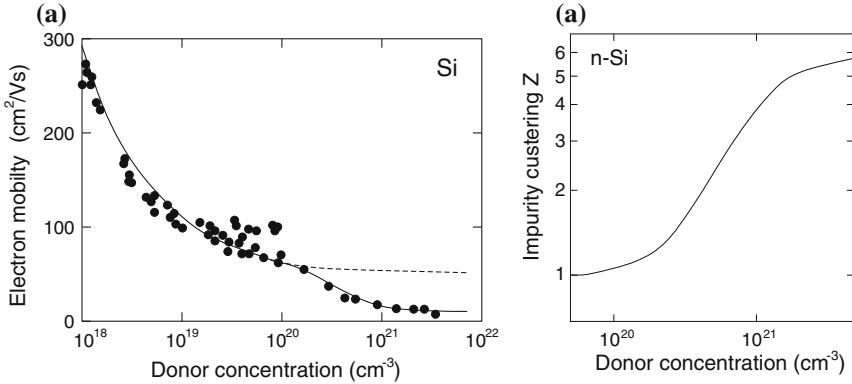 (a)
Electron mobilty (cm²/Vs)
300
200
100
0
Si
10¹⁸
10¹⁹
10²⁰
10²¹
10²²
Donor concentration (cm⁻³)
(a)
Impurity custering Z
6
5
4
3
2
1
n-Si
10²⁰
10²¹
Donor concentration (cm⁻³)